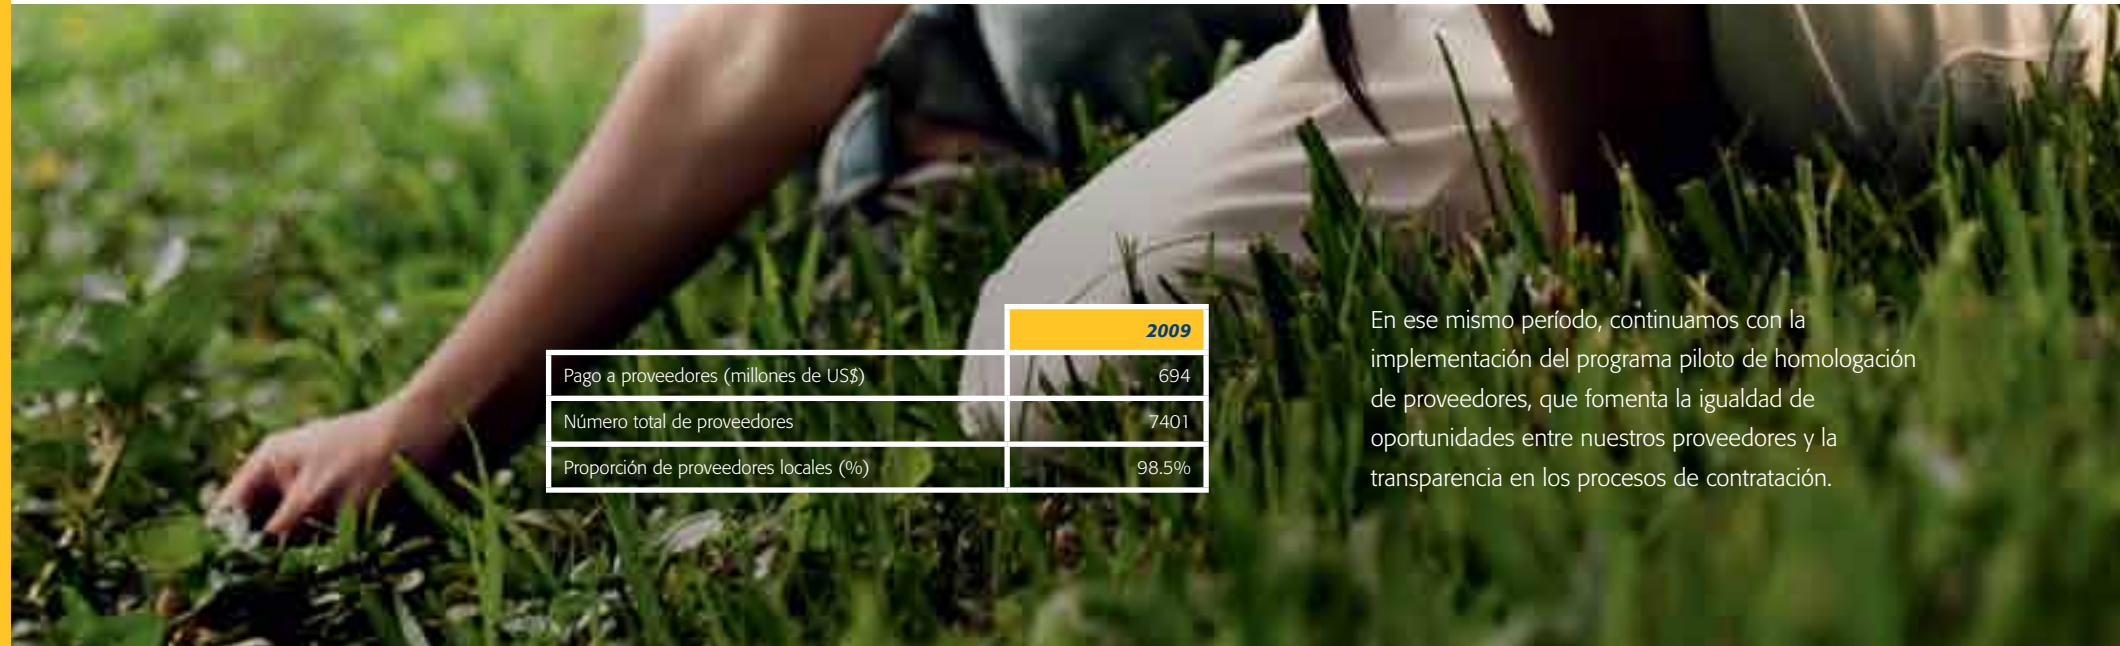 2009
Pago a proveedores (millones de US$) 694
Número total de proveedores 7401
Proporción de proveedores locales (%) 98.5%
En ese mismo período, continuamos con la
implementación del programa piloto de homologación
de proveedores, que fomenta la igualdad de
oportunidades entre nuestros proveedores y la
transparencia en los procesos de contratación.